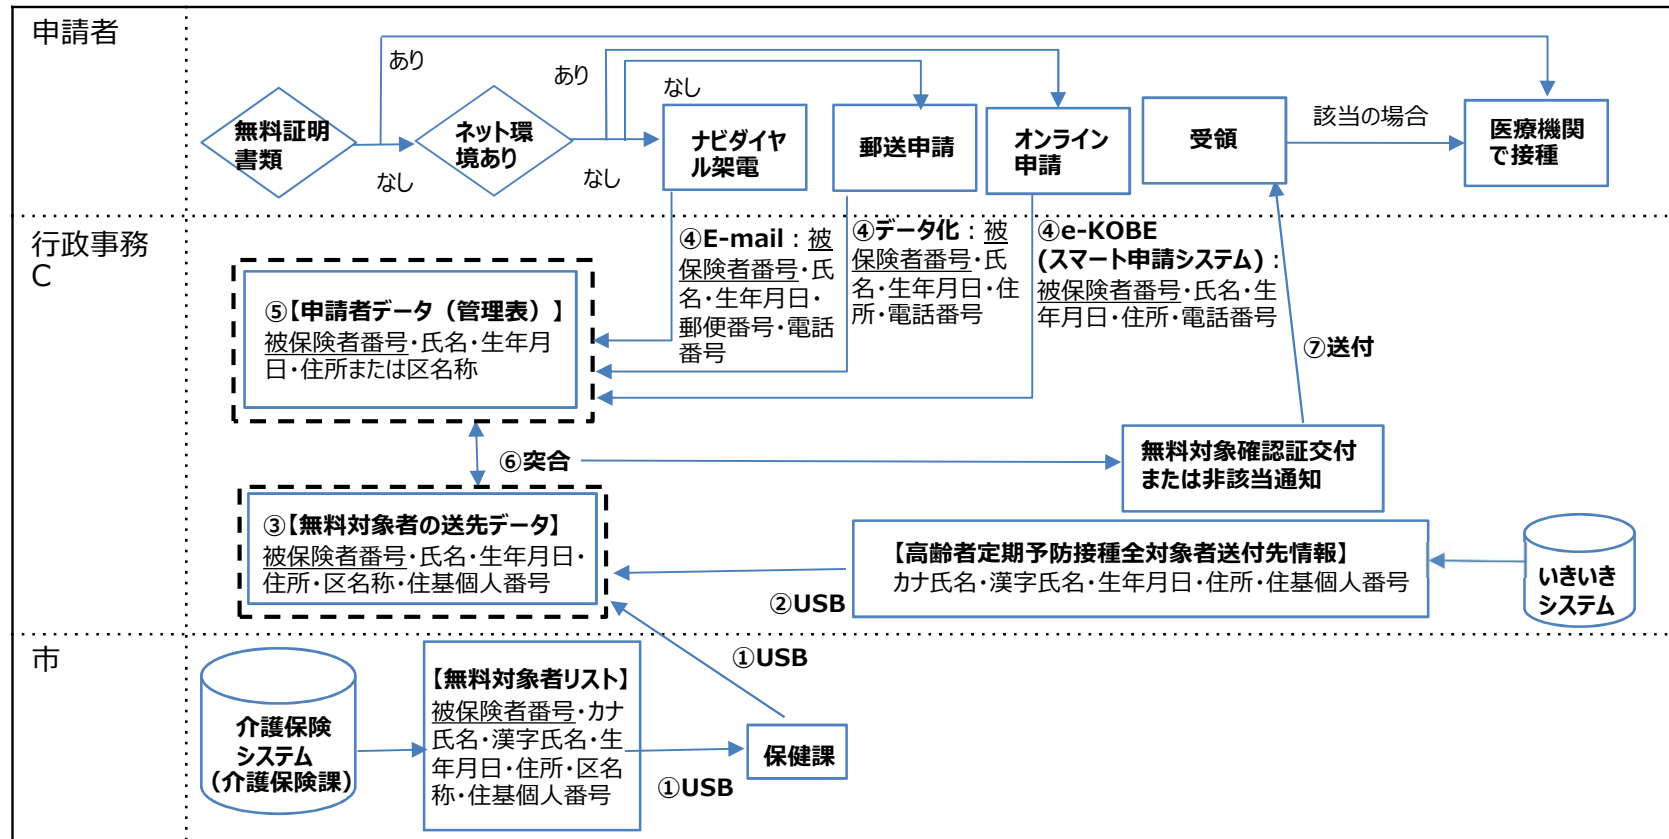 申請者
あり
あり
なし
無料証明
書類
なし
ネット環
境あり
なし
ナビダイヤ
ル架電
郵送申請
オンライン
申請
受領
該当の場合
医療機関
で接種
行政事務
C
④E-mail：被
保険者番号・氏
名・生年月日・
郵便番号・電話
番号
④データ化：被
保険者番号・氏
名・生年月日・住
所・電話番号
④e-KOBE
(スマート申請システム)：
被保険者番号・氏名・生
年月日・住所・電話番号
⑤【申請者データ（管理表）】
被保険者番号・氏名・生年月
日・住所または区名称
⑦送付
⑥突合
無料対象確認証交付
または非該当通知
③【無料対象者の送先データ】
被保険者番号・氏名・生年月日・
住所・区名称・住基個人番号
②USB
【高齢者定期予防接種全対象者送付先情報】
カナ氏名・漢字氏名・生年月日・住所・住基個人番号
いきいき
システム
市
介護保険
システム
（介護保険課）
【無料対象者リスト】
被保険者番号・カナ
氏名・漢字氏名・生
年月日・住所・区名
称・住基個人番号
①USB
①USB
保健課